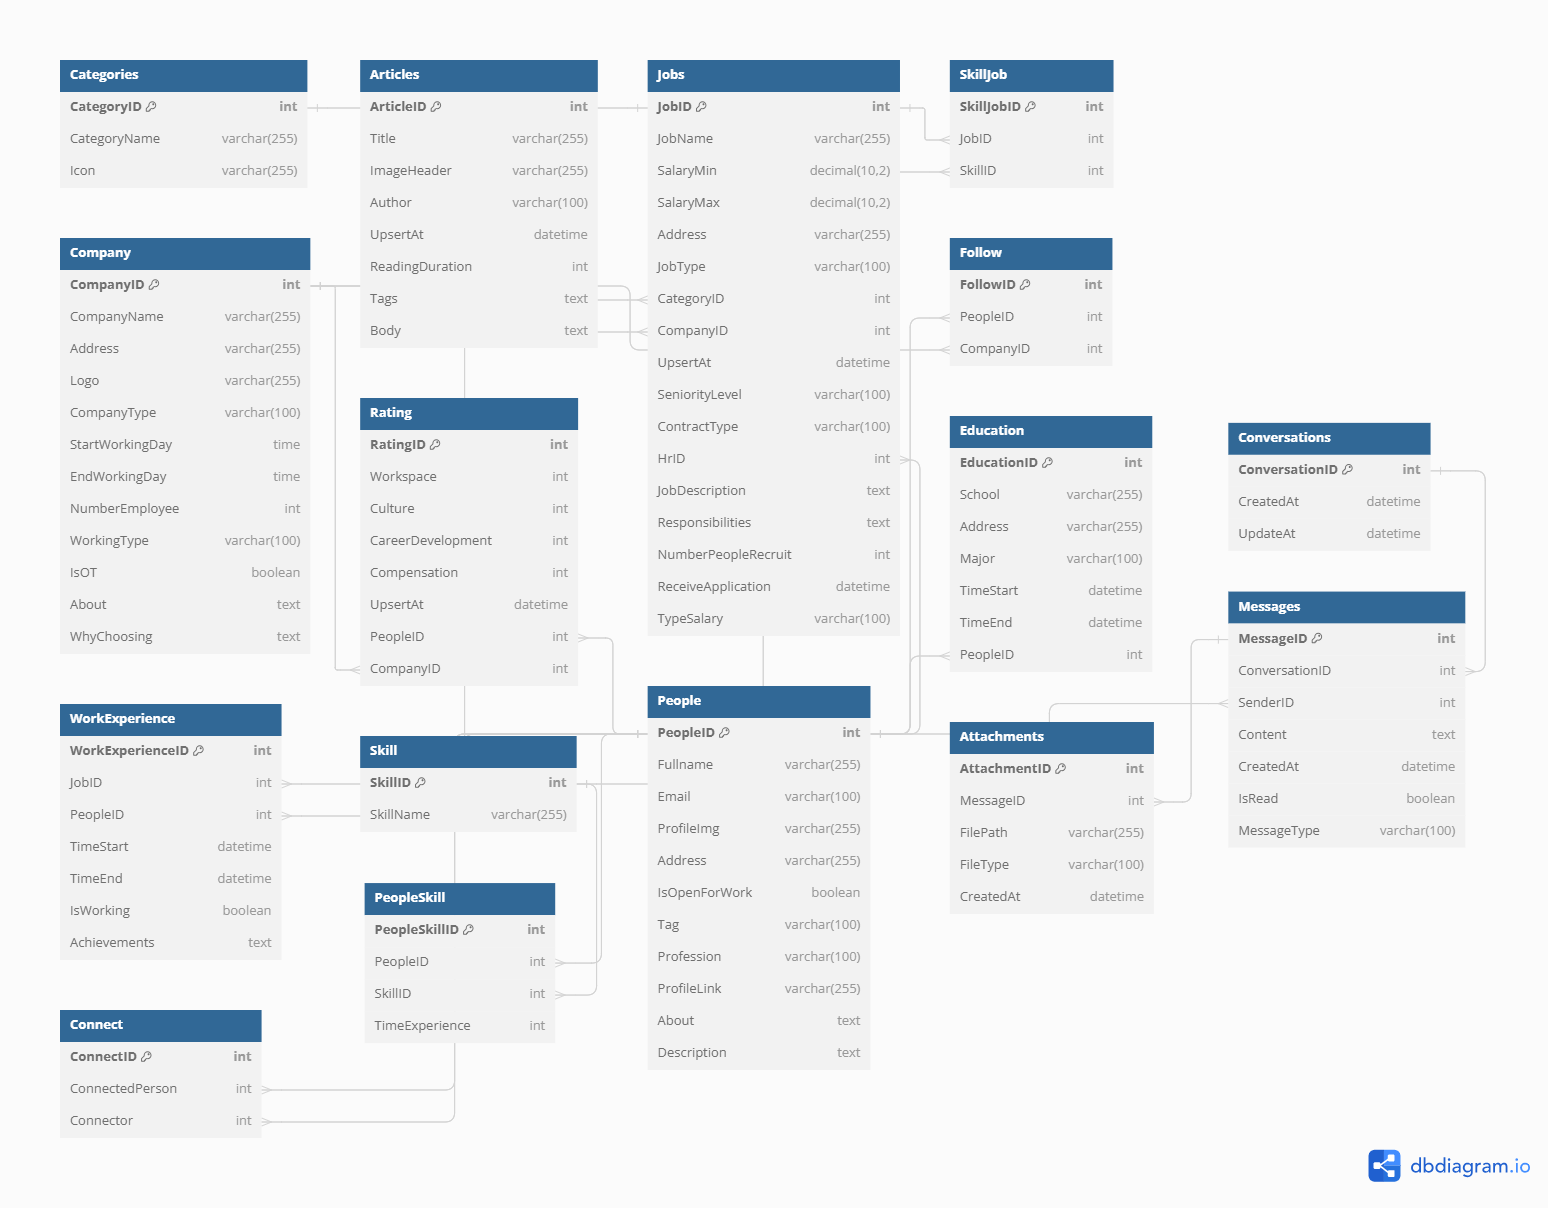 Categories
CategoryID int
CategoryName varchar(255)
Icon varchar(255)
Articles
ArticleID int
Title varchar(255)
ImageHeader varchar(255)
Author varchar(100)
UpsertAt datetime
ReadingDuration int
Tags text
Body text
Jobs
JobID int
JobName varchar(255)
SalaryMin decimal(10,2)
SalaryMax decimal(10,2)
Address varchar(255)
JobType varchar(100)
CategoryID int
CompanyID int
UpsertAt datetime
SeniorityLevel varchar(100)
ContractType varchar(100)
HrID int
JobDescription text
Responsibilities text
NumberPeopleRecruit int
ReceiveApplication datetime
TypeSalary varchar(100)
SkillJob
SkillJobID int
JobID int
SkillID int
Company
CompanyID int
CompanyName varchar(255)
Address varchar(255)
Logo varchar(255)
CompanyType varchar(100)
StartWorkingDay time
EndWorkingDay time
NumberEmployee int
WorkingType varchar(100)
IsOT boolean
About text
WhyChoosing text
Follow
FollowID int
PeopleID int
CompanyID int
Rating
RatingID int
Workspace int
Culture int
CareerDevelopment int
Compensation int
UpsertAt datetime
PeopleID int
CompanyID int
Education
EducationID int
School varchar(255)
Address varchar(255)
Major varchar(100)
TimeStart datetime
TimeEnd datetime
PeopleID int
Conversations
ConversationID int
CreatedAt datetime
UpdateAt datetime
Messages
MessageID int
ConversationID int
SenderID int
Content text
CreatedAt datetime
IsRead boolean
MessageType varchar(100)
WorkExperience
WorkExperienceID int
JobID int
PeopleID int
TimeStart datetime
TimeEnd datetime
IsWorking boolean
Achievements text
Skill
SkillID int
SkillName varchar(255)
People
PeopleID int
Fullname varchar(255)
Email varchar(100)
ProfileImg varchar(255)
Address varchar(255)
IsOpenForWork boolean
Tag varchar(100)
Profession varchar(100)
ProfileLink varchar(255)
About text
Description text
Attachments
AttachmentID int
MessageID int
FilePath varchar(255)
FileType varchar(100)
CreatedAt datetime
PeopleSkill
PeopleSkillID int
PeopleID int
SkillID int
TimeExperience int
Connect
ConnectID int
ConnectedPerson int
Connector int
dbdiagram.io